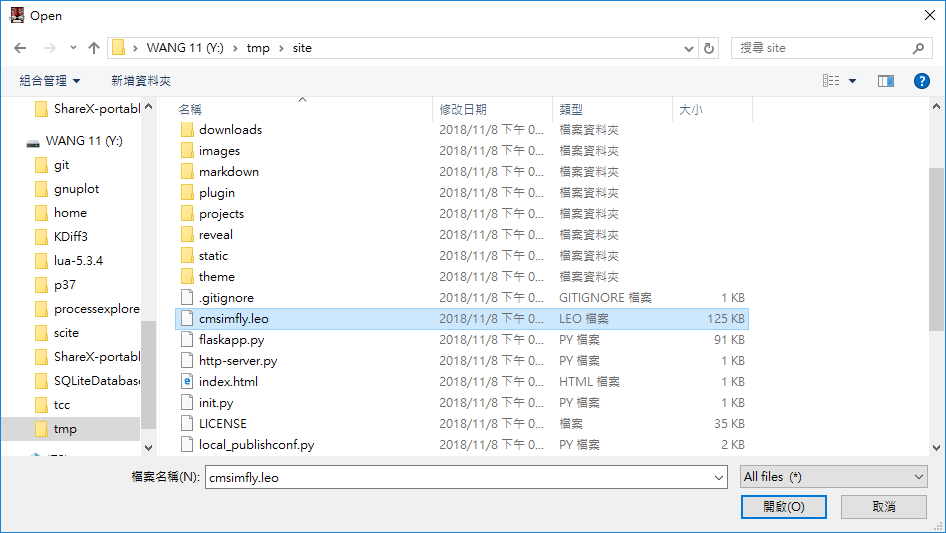 Open
WANG 11 (Y:) › tmp › site
搜尋 site
組合管理 新增資料夾
名稱 修改日期 類型 大小
ShareX-portabl
WANG 11 (Y:)
git
gnuplot
home
KDiff3
lua-5.3.4
p37
processexplore
scite
ShareX-portabl
SQLiteDatabase
tcc
tmp
downloads 2018/11/8 下午 0... 檔案資料夾
images 2018/11/8 下午 0... 檔案資料夾
markdown 2018/11/8 下午 0... 檔案資料夾
plugin 2018/11/8 下午 0... 檔案資料夾
projects 2018/11/8 下午 0... 檔案資料夾
reveal 2018/11/8 下午 0... 檔案資料夾
static 2018/11/8 下午 0... 檔案資料夾
theme 2018/11/8 下午 0... 檔案資料夾
.gitignore 2018/11/8 下午 0... GITIGNORE 檔案 1 KB
cmsimfly.leo 2018/11/8 下午 0... LEO 檔案 125 KB
flaskapp.py 2018/11/8 下午 0... PY 檔案 91 KB
http-server.py 2018/11/8 下午 0... PY 檔案 1 KB
index.html 2018/11/8 下午 0... HTML 檔案 1 KB
init.py 2018/11/8 下午 0... PY 檔案 1 KB
LICENSE 2018/11/8 下午 0... 檔案 35 KB
local_publishconf.py 2018/11/8 下午 0... PY 檔案 2 KB
檔案名稱(N): cmsimfly.leo All files (*)
開啟(O) 取消